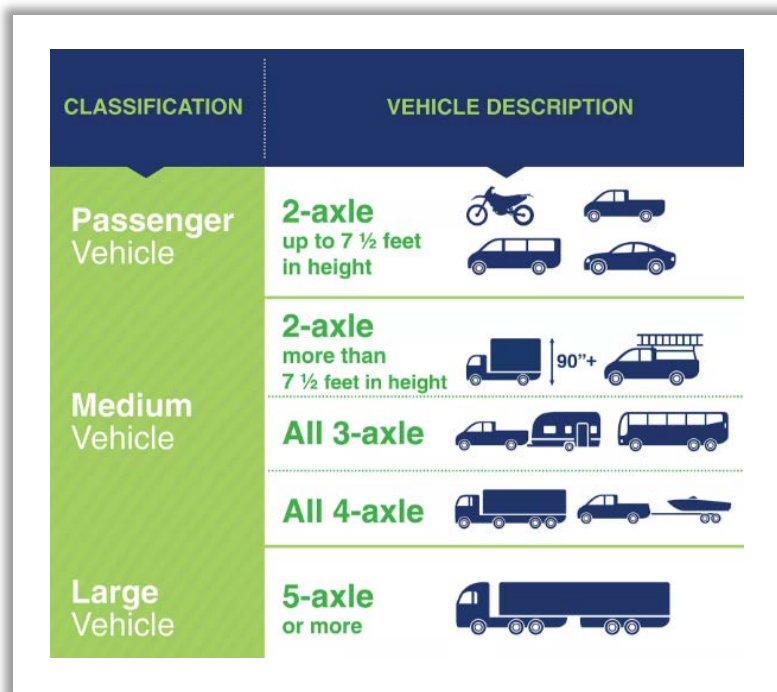 CLASSIFICATION
VEHICLE DESCRIPTION
Passenger
Vehicle
2-axle
up to 7 ½ feet
in height
Medium
Vehicle
2-axle
more than
7 ½ feet in height
90”+
All 3-axle
All 4-axle
Large
Vehicle
5-axle
or more